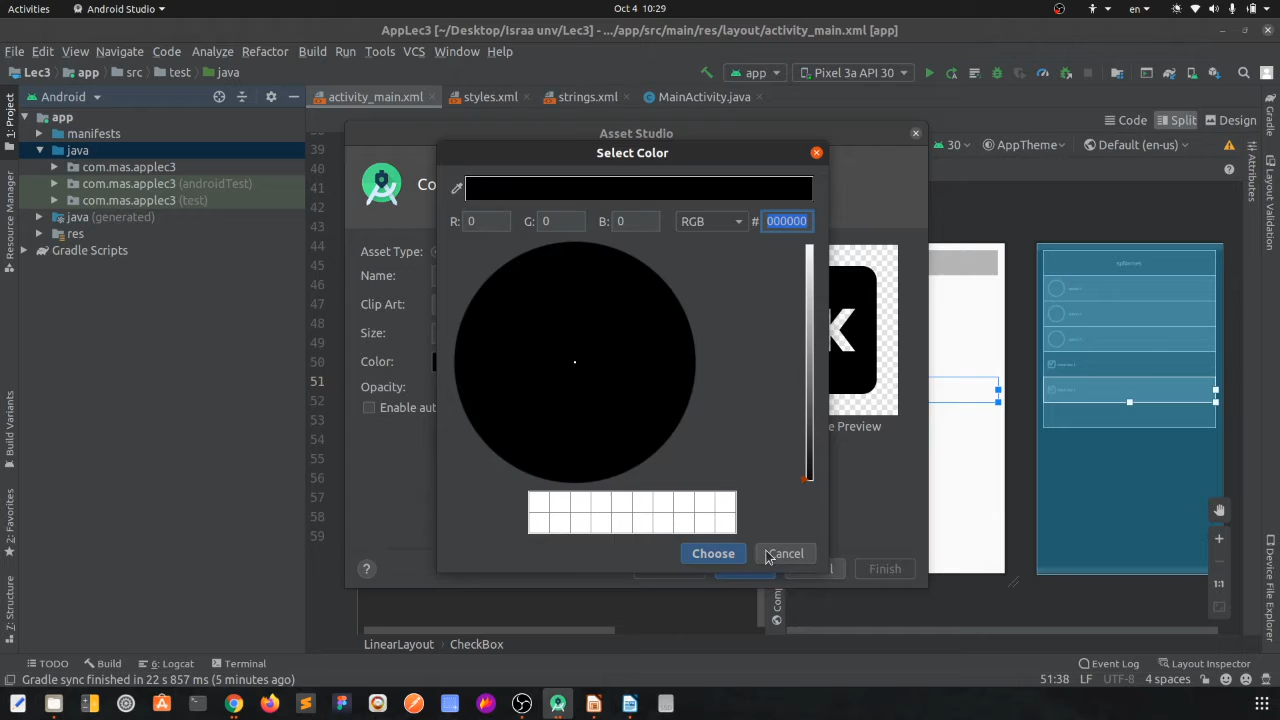 Activities
Android Studio
Oct 4 10:29
en
AppLec3 [~/Desktop/Israa unv/Lec3] - .../app/src/main/res/layout/activity_main.xml [app]
File Edit View Navigate Code Analyze Refactor Build Run Tools VCS Window Help
Lec3 app src test java
app
Pixel 3a API 30
Android
activity_main.xml
styles.xml
strings.xml
MainActivity.java
Code
Split
Design
30
AppTheme
Default (en-us)
app
manifests
java
com.mas.applec3
com.mas.applec3 (androidTest)
com.mas.applec3 (test)
java (generated)
res
Gradle Scripts
1: Project
Resource Manager
Build Variants
2: Favorites
7: Structure
Gradle
Attributes
Layout Validation
Device File Explorer
39
40
41
42
43
44
45
46
47
48
49
50
51
52
53
54
55
56
57
58
59
Asset Studio
Co
Asset Type:
Name:
Clip Art:
Size:
Color:
Opacity:
Enable aut
e Preview
Finish
?
Select Color
R: 0
G: 0
B: 0
RGB
# 000000
Choose
Cancel
Comp
1:1
LinearLayout
CheckBox
TODO
Build
6: Logcat
Terminal
Event Log
Layout Inspector
Gradle sync finished in 22 s 857 ms (5 minutes ago)
51:38
LF
UTF-8
4 spaces